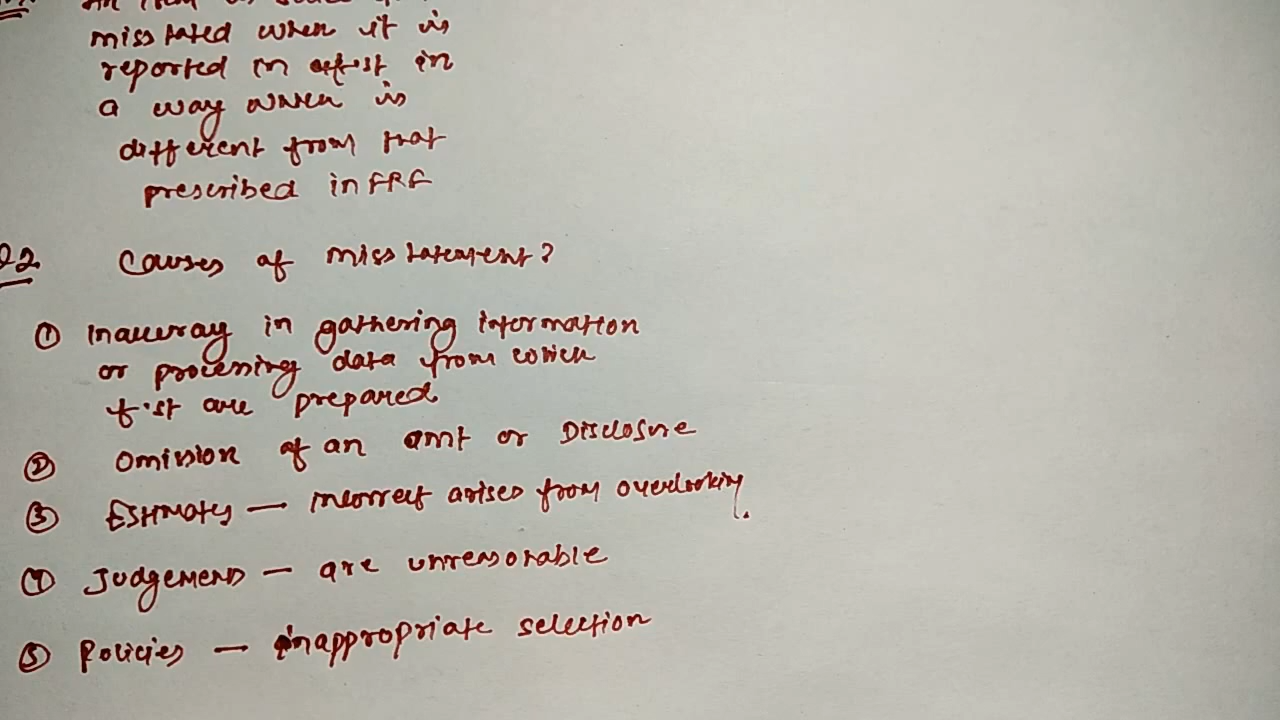 misstated when it is
reported in f.st in
a way which is
different from that
prescribed in FRF
Q2 Causes of misstatement?
① Inaccuracy in gathering information
or processing data from which
f.st are prepared.
② Omission of an amt or Disclosure
③ Estimates — incorrect arises from overlooking
④ Judgements — are unreasonable
⑤ Policies — inappropriate selection